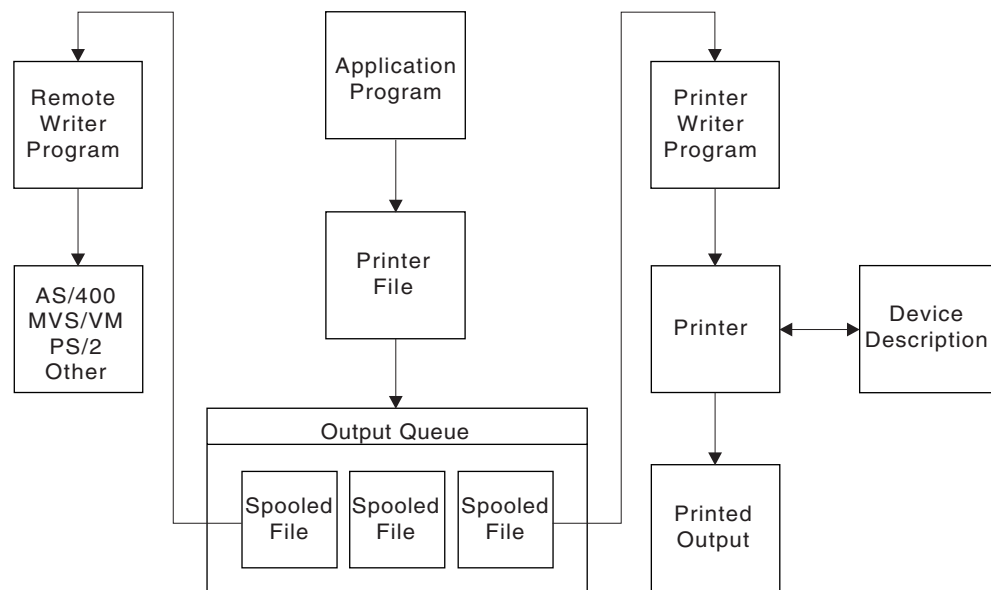 Remote
Writer
Program
AS/400
MVS/VM
PS/2
Other
Application
Program
Printer
File
Output Queue
Spooled
File
Spooled
File
Spooled
File
Printer
Writer
Program
Printer
Device
Description
Printed
Output